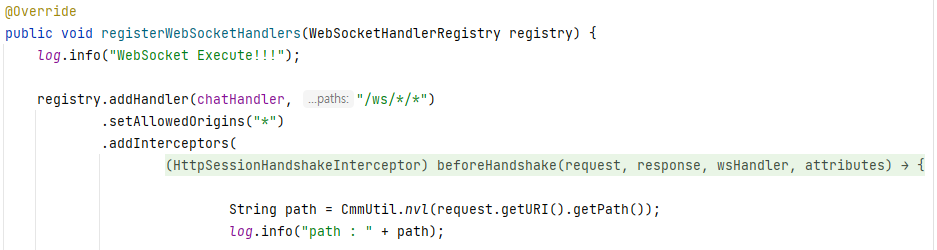 @Override
public void registerWebSocketHandlers(WebSocketHandlerRegistry registry) {
log.info("WebSocket Execute!!!");
registry.addHandler(chatHandler, ...paths: "/ws/*/*")
.setAllowedOrigins("*")
.addInterceptors(
(HttpSessionHandshakeInterceptor) beforeHandshake(request, response, wsHandler, attributes) → {
String path = CmmUtil.nvl(request.getURI().getPath());
log.info("path : " + path);